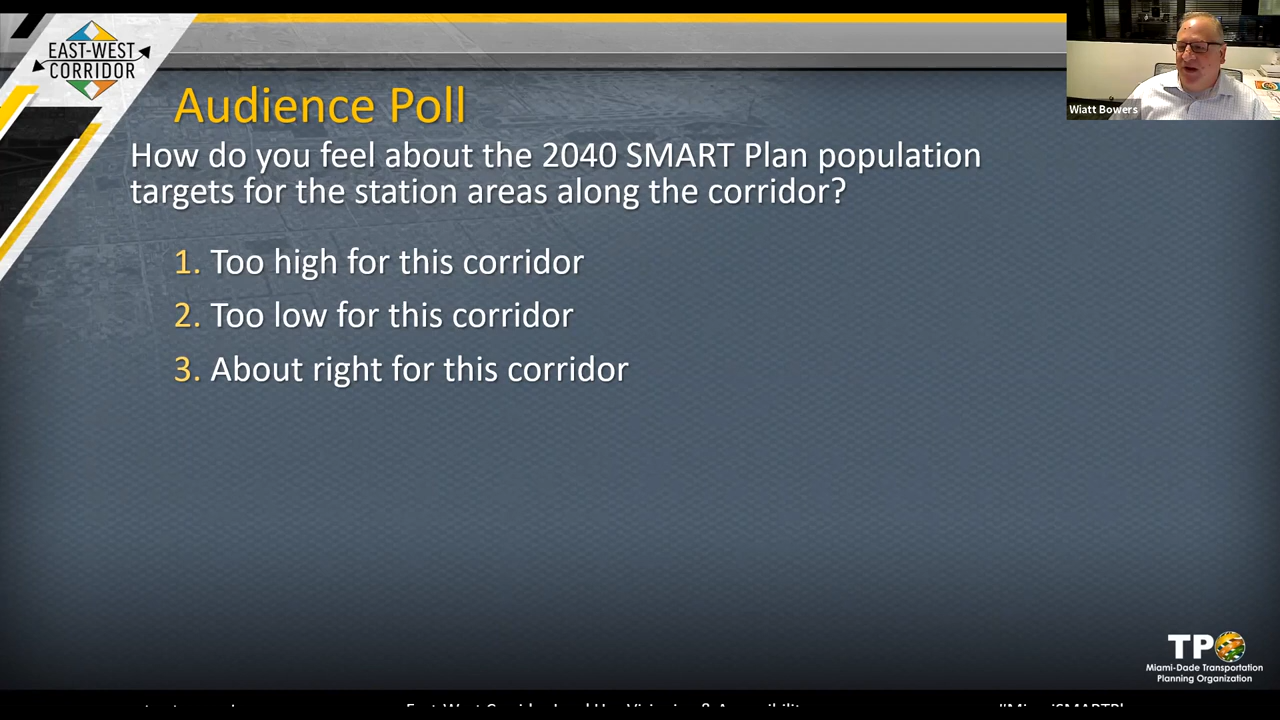 EAST-WEST
CORRIDOR
Wiatt Bowers
Audience Poll
How do you feel about the 2040 SMART Plan population
targets for the station areas along the corridor?
1. Too high for this corridor
2. Too low for this corridor
3. About right for this corridor
TPO
Miami-Dade Transportation
Planning Organization